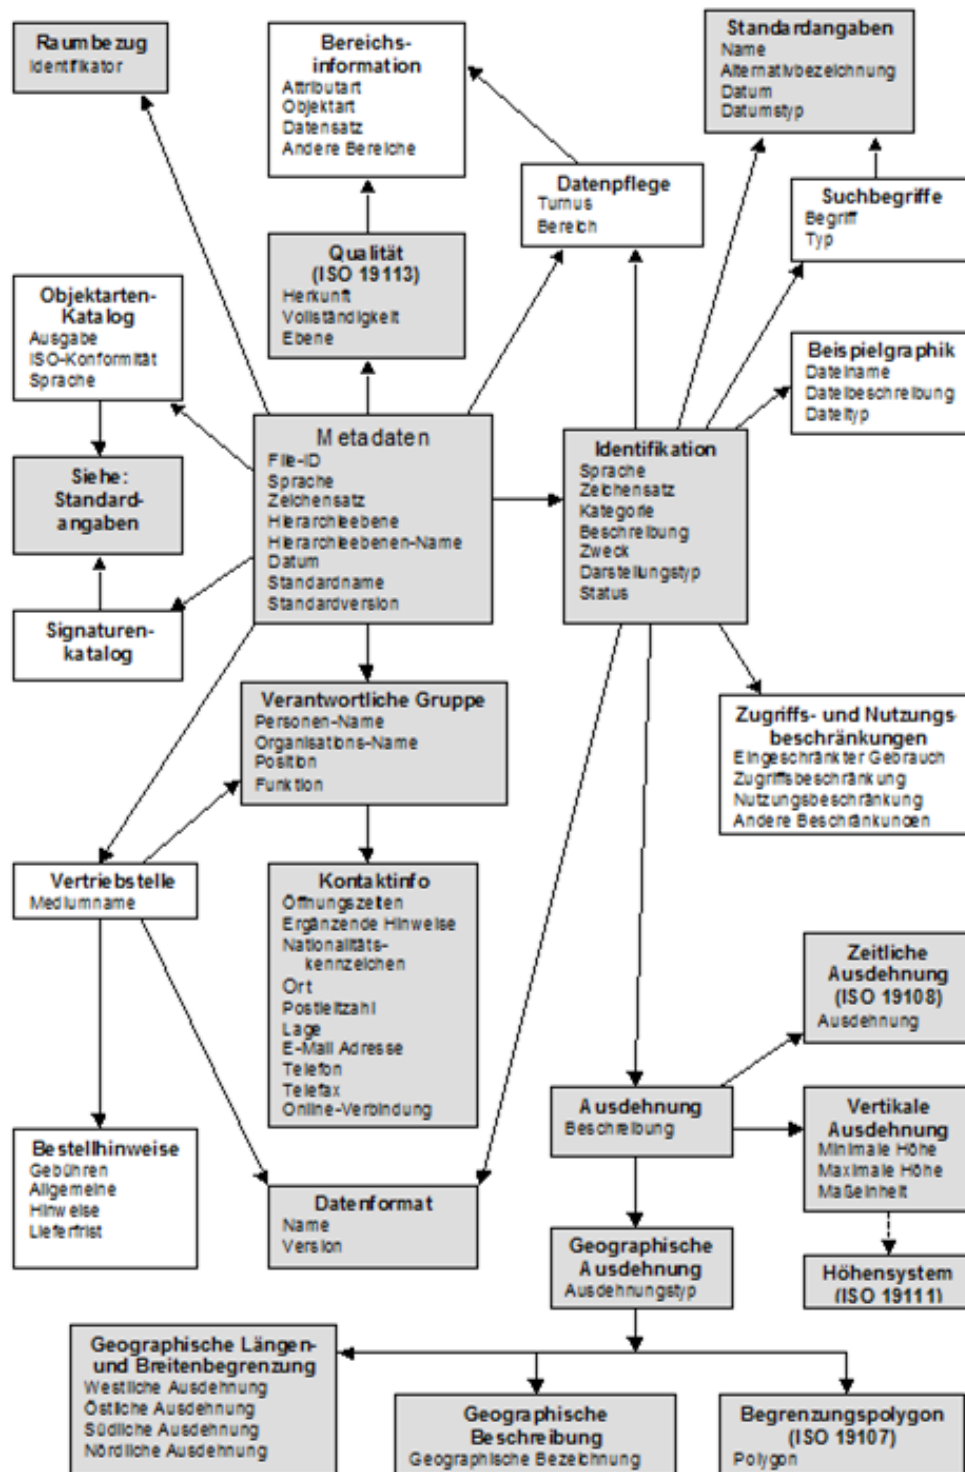 Raumbezug
Identifikator
Bereichs-
information
Attributart
Objektart
Datensatz
Andere Bereiche
Standardangaben
Name
Alternativbezeichnung
Datum
Datumstyp
Datenpflege
Turnus
Bereich
Suchbegriffe
Begriff
Typ
Qualität
(ISO 19113)
Herkunft
Vollständigkeit
Ebene
Objektarten-
Katalog
Ausgabe
ISO-Konformität
Sprache
Beispielgraphik
Dateiname
Dateibeschreibung
Dateityp
Metadaten
File-ID
Sprache
Zeichensatz
Hierarchieebene
Hierarchieebenen-Name
Datum
Standardname
Standardversion
Identifikation
Sprache
Zeichensatz
Kategorie
Beschreibung
Zweck
Darstellungstyp
Status
Siehe:
Standard-
angaben
Signaturen-
katalog
Verantwortliche Gruppe
Personen-Name
Organisations-Name
Position
Funktion
Zugriffs- und Nutzungs
beschränkungen
Eingeschränkter Gebrauch
Zugriffsbeschränkung
Nutzungsbeschränkung
Andere Beschränkungen
Vertriebstelle
Mediumname
Kontaktinfo
Öffnungszeiten
Ergänzende Hinweise
Nationalitäts-
kennzeichen
Ort
Postleitzahl
Lage
E-Mail Adresse
Telefon
Telefax
Online-Verbindung
Zeitliche
Ausdehnung
(ISO 19108)
Ausdehnung
Ausdehnung
Beschreibung
Vertikale
Ausdehnung
Minimale Höhe
Maximale Höhe
Maßeinheit
Bestellhinweise
Gebühren
Allgemeine
Hinweise
Lieferfrist
Datenformat
Name
Version
Geographische
Ausdehnung
Ausdehnungstyp
Höhensystem
(ISO 19111)
Geographische Längen-
und Breitenbegrenzung
Westliche Ausdehnung
Östliche Ausdehnung
Südliche Ausdehnung
Nördliche Ausdehnung
Geographische
Beschreibung
Geographische Bezeichnung
Begrenzungspolygon
(ISO 19107)
Polygon